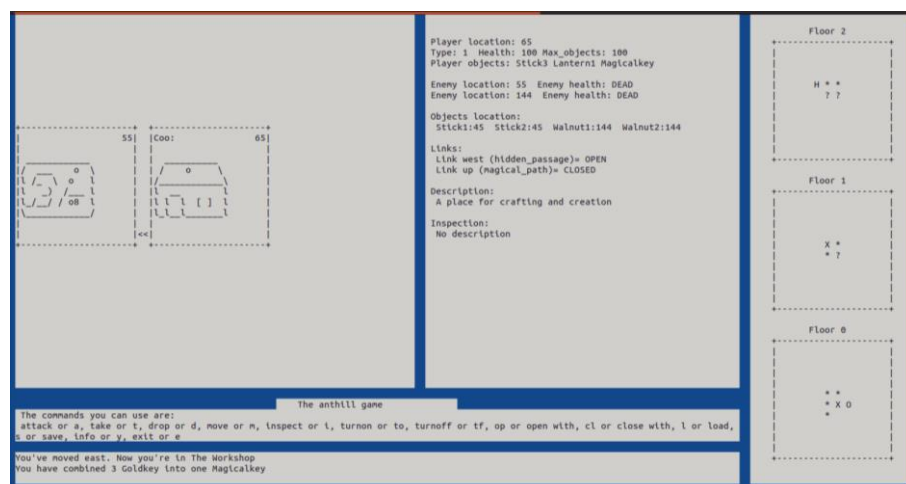 55 Coo: 65
<<
Player location: 65
Type: 1 Health: 100 Max_objects: 100
Player objects: Stick3 Lantern1 Magicalkey
Enemy location: 55 Enemy health: DEAD
Enemy location: 144 Enemy health: DEAD
Objects location:
Stick1:45 Stick2:45 Walnut1:144 Walnut2:144
Links:
Link west (hidden_passage)= OPEN
Link up (magical_path)= CLOSED
Description:
A place for crafting and creation
Inspection:
No description
Floor 2
H * *
? ?
Floor 1
X *
* ?
Floor 0
* *
* X O
*
The anthill game
The commands you can use are:
attack or a, take or t, drop or d, move or m, inspect or i, turnon or to, turnoff or tf, op or open with, cl or close with, l or load,
s or save, info or y, exit or e
You've moved east. Now you're in The Workshop
You have combined 3 Goldkey into one Magicalkey